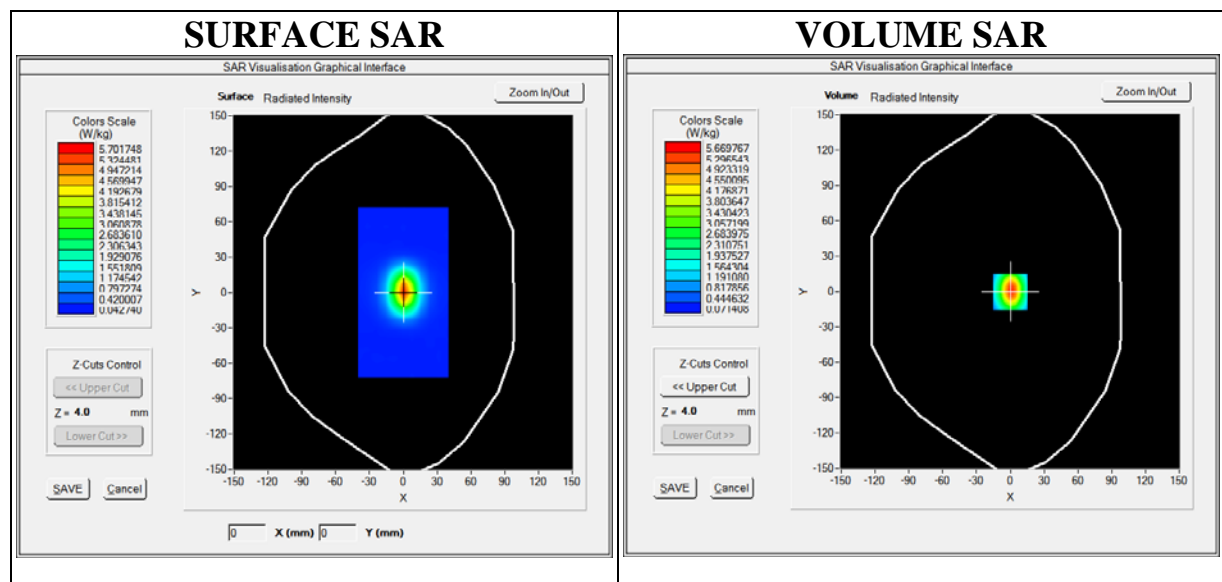 SURFACE SAR
SAR Visualisation Graphical Interface
Surface Radiated Intensity
Zoom In/Out
Colors Scale
(W/kg)
5.701748
5.324481
4.947214
4.569947
4.192679
3.815412
3.438145
3.060878
2.683610
2.306343
1.929076
1.551809
1.174542
0.797274
0.420007
0.042740
Z-Cuts Control
<< Upper Cut
Z = 4.0 mm
Lower Cut >>
SAVE Cancel
150
120
90
60
30
0
-30
-60
-90
-120
-150
Y
-150 -120 -90 -60 -30 0 30 60 90 120 150
X
0 X (mm) 0 Y (mm)
VOLUME SAR
SAR Visualisation Graphical Interface
Volume Radiated Intensity
Zoom In/Out
Colors Scale
(W/kg)
5.669767
5.296543
4.923319
4.550095
4.176871
3.803647
3.430423
3.057199
2.683975
2.310751
1.937527
1.564304
1.191080
0.817856
0.444632
0.071408
Z-Cuts Control
<< Upper Cut
Z = 4.0 mm
Lower Cut >>
SAVE Cancel
150
120
90
60
30
0
-30
-60
-90
-120
-150
Y
-150 -120 -90 -60 -30 0 30 60 90 120 150
X